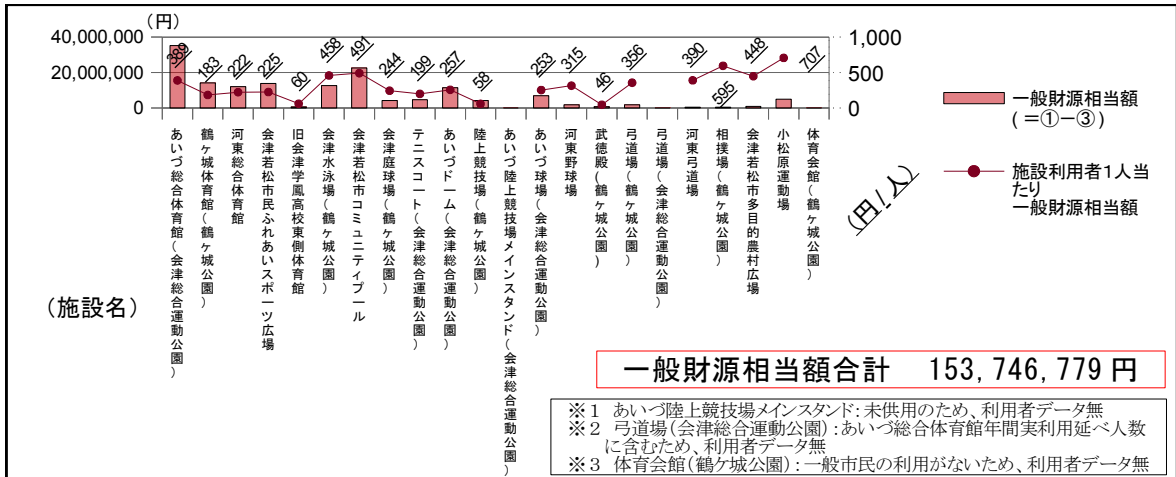 (円)
40,000,000
20,000,000
0
1,000
500
0
389
183
222
225
60
458
491
244
199
257
58
253
315
46
356
390
595
448
707
あいづ総合体育館(会津総合運動公園)
鶴ヶ城体育館(鶴ヶ城公園)
河東総合体育館
会津若松市民ふれあいスポーツ広場
旧会津学鳳高校東側体育館
会津水泳場(鶴ヶ城公園)
会津若松市コミュニティプール
会津庭球場(鶴ヶ城公園)
テニスコート(会津総合運動公園)
あいづドーム(会津総合運動公園)
陸上競技場(鶴ヶ城公園)
あいづ陸上競技場メインスタンド(会津総合運動公園)
あいづ球場(会津総合運動公園)
河東野球場
武徳殿(鶴ヶ城公園)
弓道場(鶴ヶ城公園)
弓道場(会津総合運動公園)
河東弓道場
相撲場(鶴ヶ城公園)
会津若松市多目的農村広場
小松原運動場
体育会館(鶴ヶ城公園)
(円/人)
(施設名)
一般財源相当額
(=①-③)
施設利用者1人当
たり
一般財源相当額
一般財源相当額合計 153,746,779 円
※1 あいづ陸上競技場メインスタンド:未供用のため、利用者データ無
※2 弓道場(会津総合運動公園):あいづ総合体育館年間実利用延べ人数
に含むため、利用者データ無
※3 体育会館(鶴ケ城公園):一般市民の利用がないため、利用者データ無